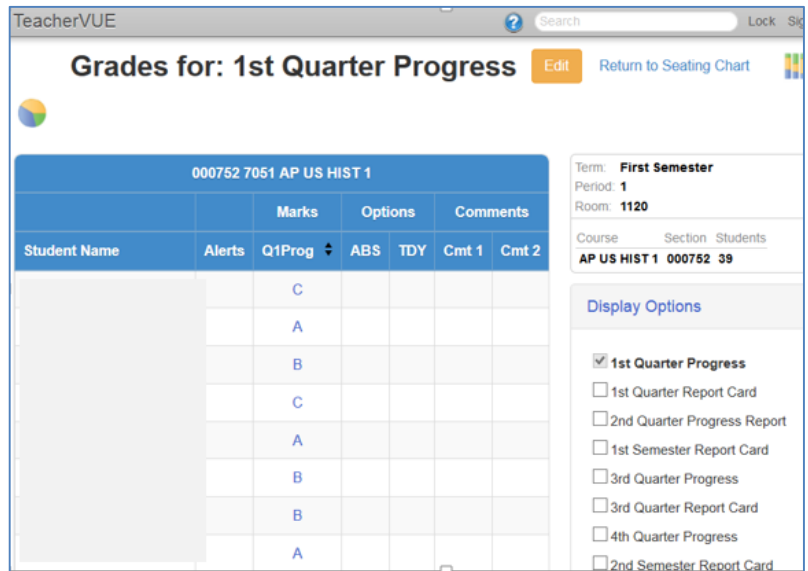 TeacherVUE
Search
Lock
Grades for: 1st Quarter Progress
Edit
Return to Seating Chart
000752 7051 AP US HIST 1
Marks Options Comments
Student Name Alerts Q1Prog ABS TDY Cmt 1 Cmt 2
C
A
B
C
A
B
B
A
Term: First Semester
Period: 1
Room: 1120
Course Section Students
AP US HIST 1 000752 39
Display Options
1st Quarter Progress
1st Quarter Report Card
2nd Quarter Progress Report
1st Semester Report Card
3rd Quarter Progress
3rd Quarter Report Card
4th Quarter Progress
2nd Semester Report Card